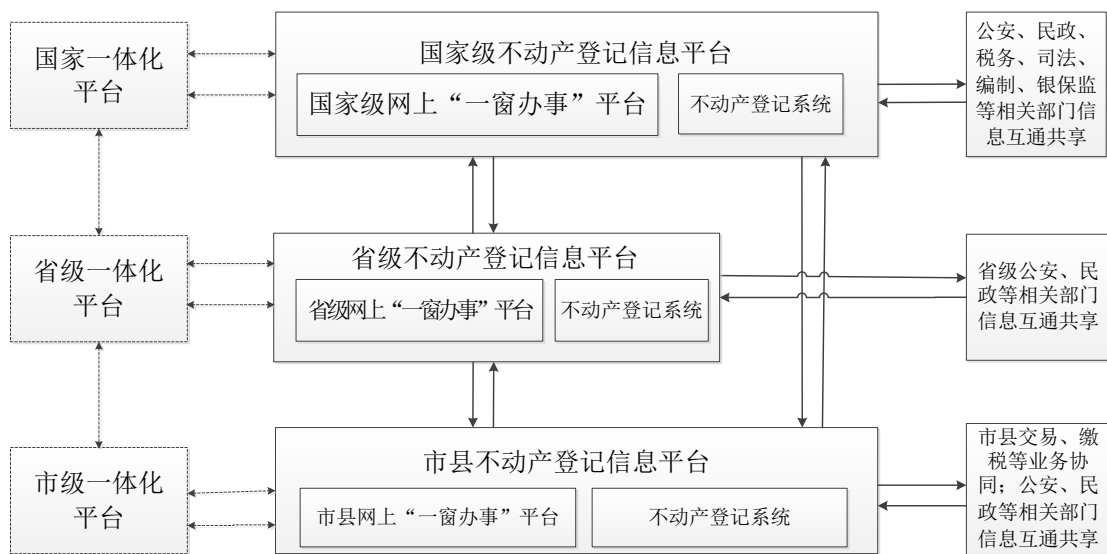 国家一体化
平台
国家级不动产登记信息平台
国家级网上“一窗办事”平台
不动产登记系统
公安、民政、
税务、司法、
编制、银保监
等相关部门信
息互通共享
省级一体化
平台
省级不动产登记信息平台
省级网上“一窗办事”平台
不动产登记系统
省级公安、民
政等相关部门
信息互通共享
市级一体化
平台
市县不动产登记信息平台
市县网上“一窗办事”平台
不动产登记系统
市县交易、缴
税等业务协
同；公安、民
政等相关部门
信息互通共享